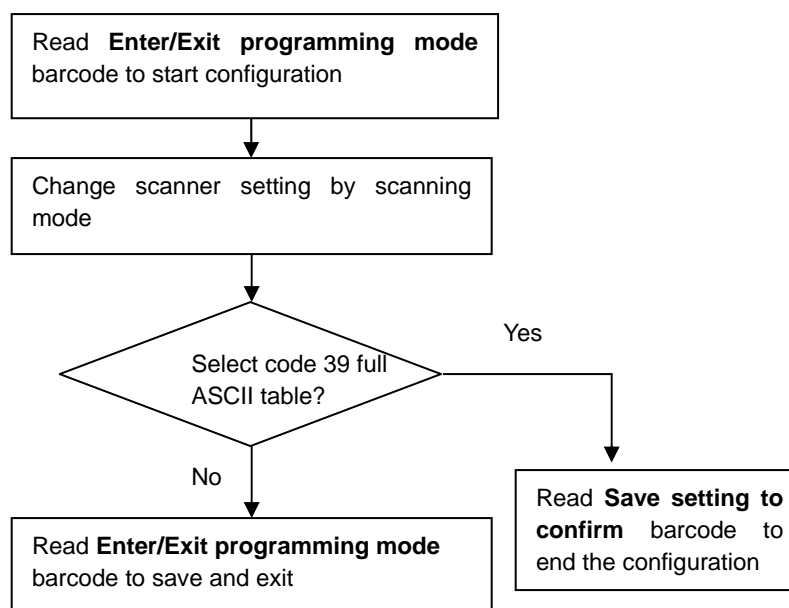 Read Enter/Exit programming mode
barcode to start configuration
Change scanner setting by scanning
mode
Select code 39 full
ASCII table?
Yes
No
Read Enter/Exit programming mode
barcode to save and exit
Read Save setting to
confirm barcode to
end the configuration